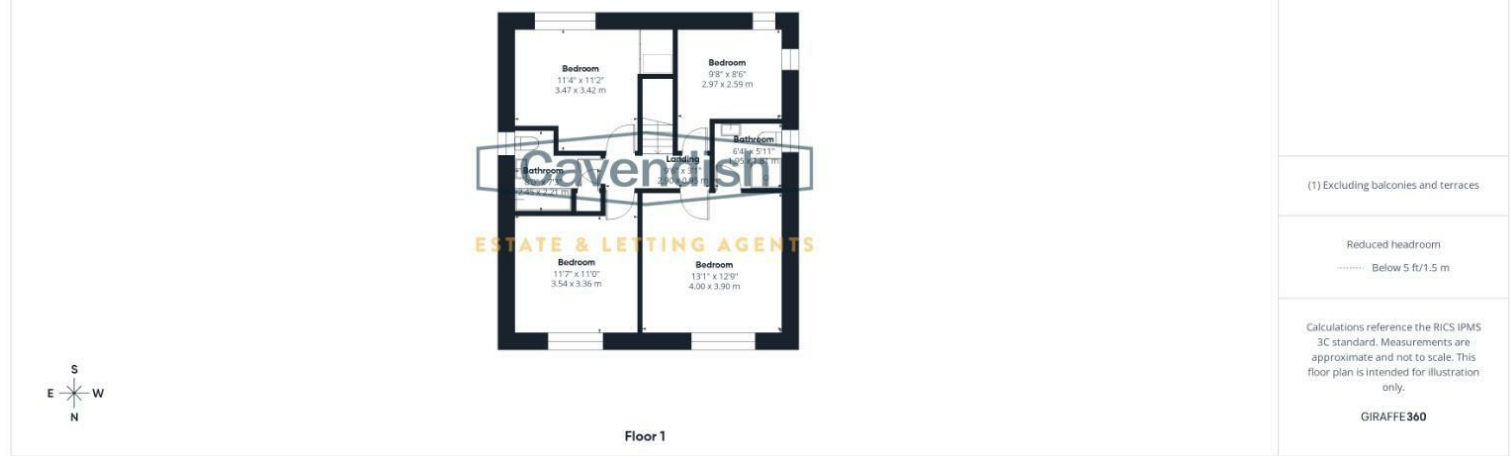 Bedroom
11'4" x 11'2"
3.47 x 3.42 m
Bedroom
9'8" x 8'6"
2.97 x 2.59 m
Bathroom
6'4" x 5'11"
Landing
Bathroom
Cavendish
ESTATE & LETTING AGENTS
Bedroom
11'7" x 11'0"
3.54 x 3.36 m
Bedroom
13'1" x 12'9"
4.00 x 3.90 m
S
E W
N
Floor 1
(1) Excluding balconies and terraces
Reduced headroom
Below 5 ft/1.5 m
Calculations reference the RICS IPMS
3C standard. Measurements are
approximate and not to scale. This
floor plan is intended for illustration
only.
GIRAFFE360